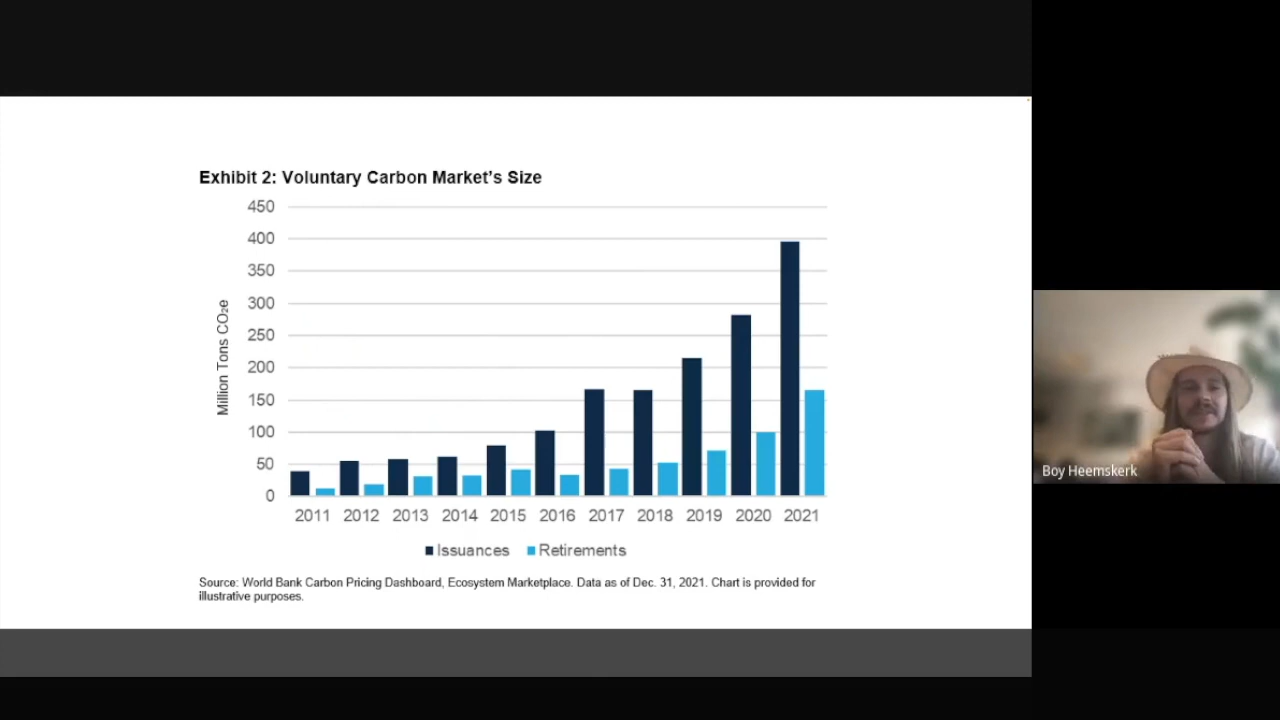 Exhibit 2: Voluntary Carbon Market's Size
450
400
350
300
250
200
150
100
50
0
Million Tons CO₂e
2011 2012 2013 2014 2015 2016 2017 2018 2019 2020 2021
Issuances Retirements
Source: World Bank Carbon Pricing Dashboard, Ecosystem Marketplace. Data as of Dec. 31, 2021. Chart is provided for
illustrative purposes.
Boy Heemskerk